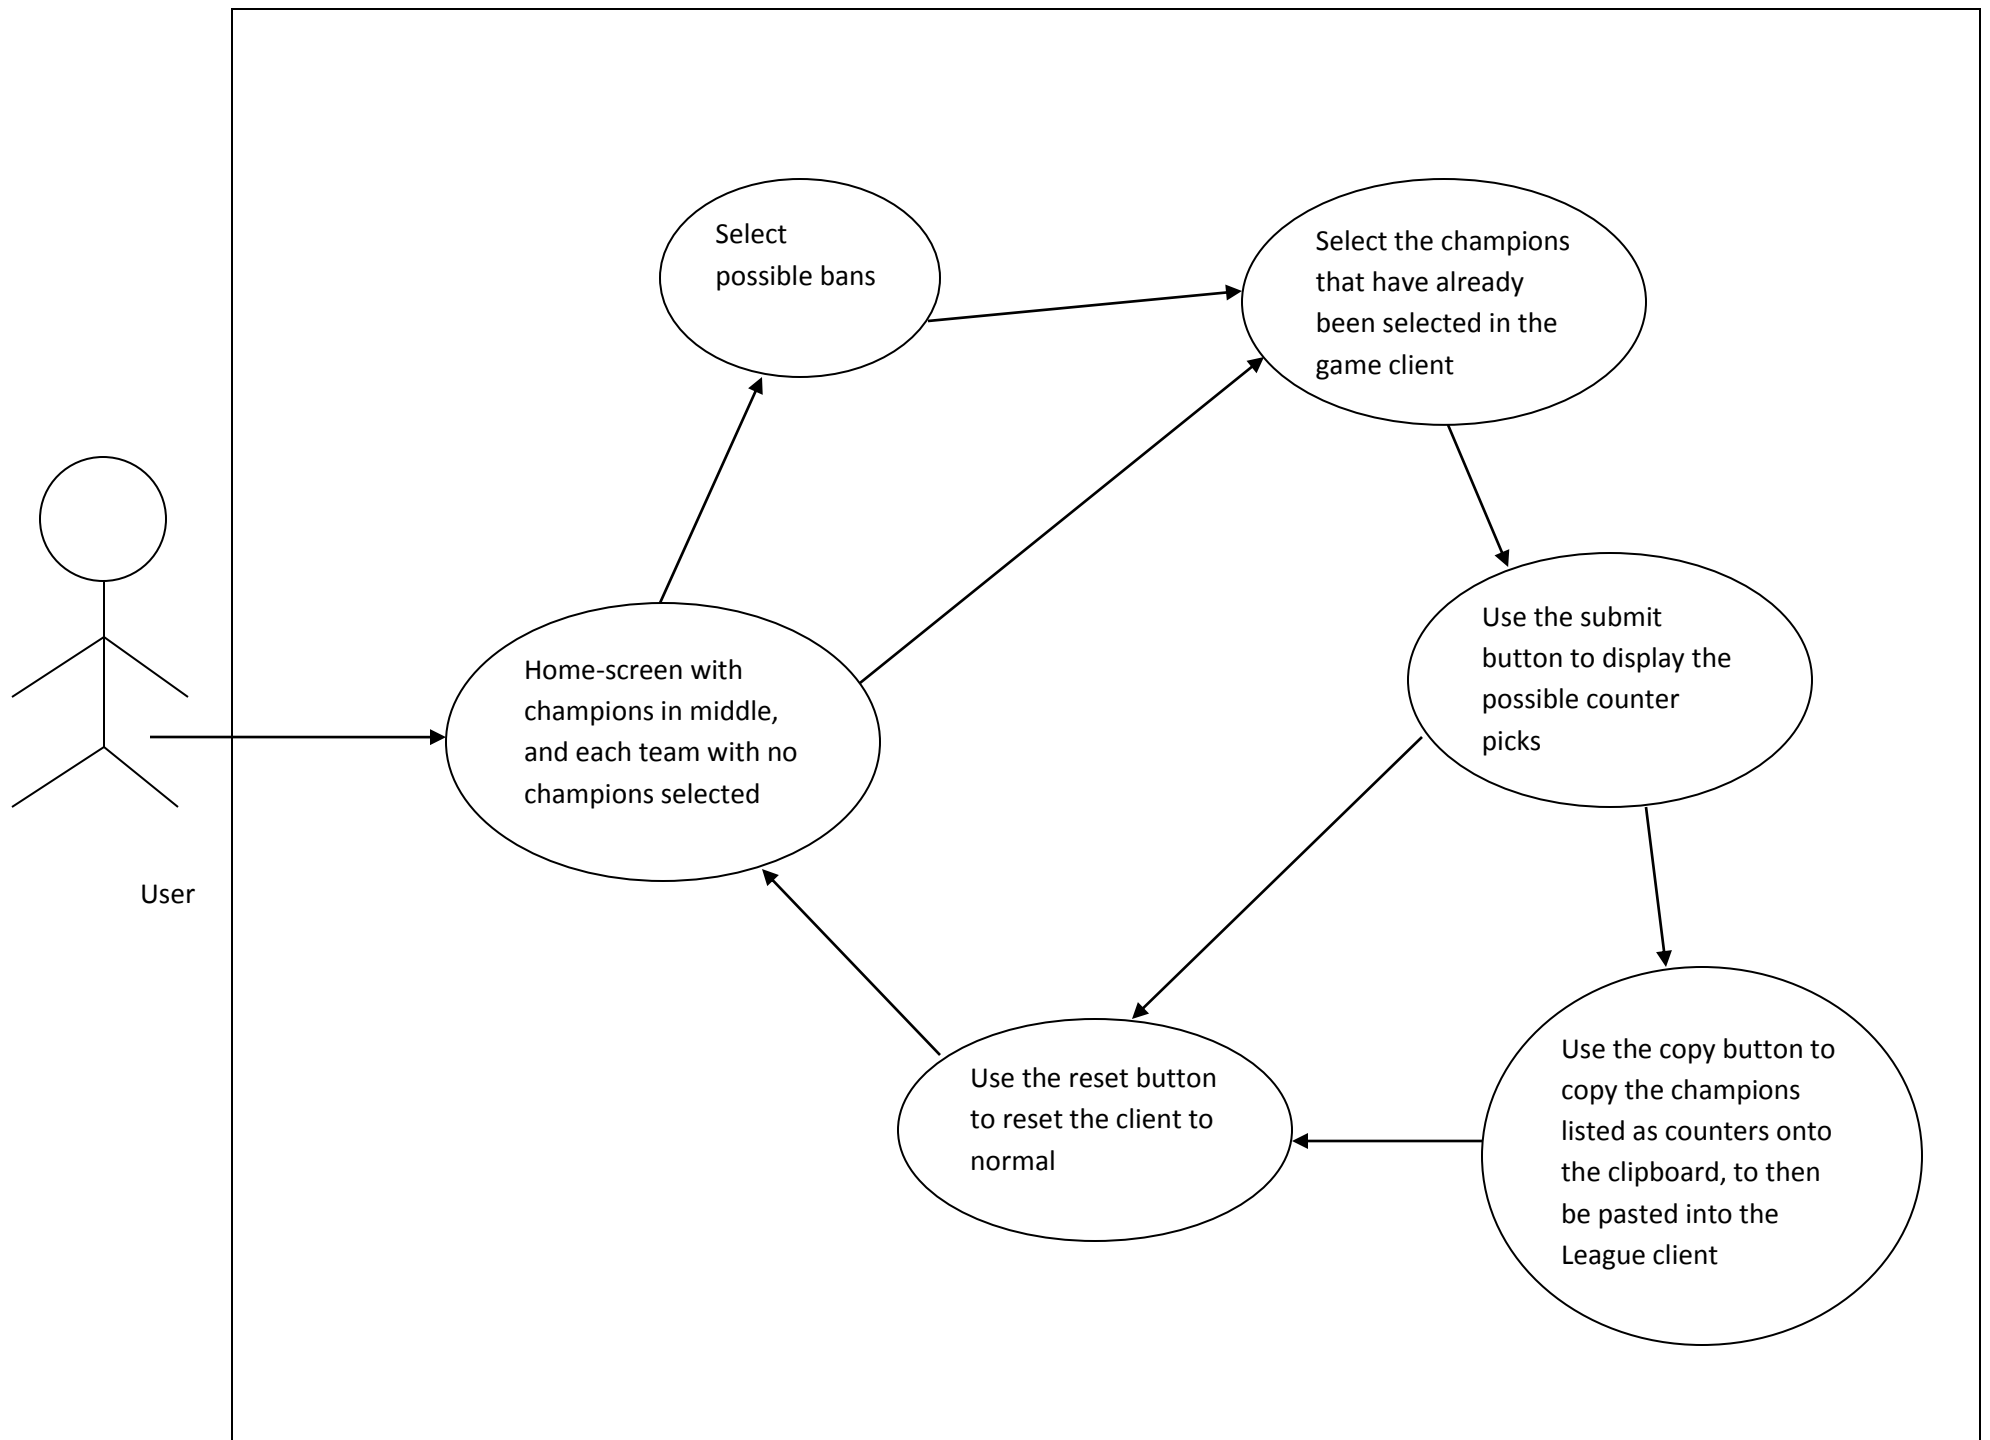 Select
possible bans
Select the champions
that have already
been selected in the
game client
Use the submit
button to display the
possible counter
picks
Home-screen with
champions in middle,
and each team with no
champions selected
User
Use the reset button
to reset the client to
normal
Use the copy button to
copy the champions
listed as counters onto
the clipboard, to then
be pasted into the
League client